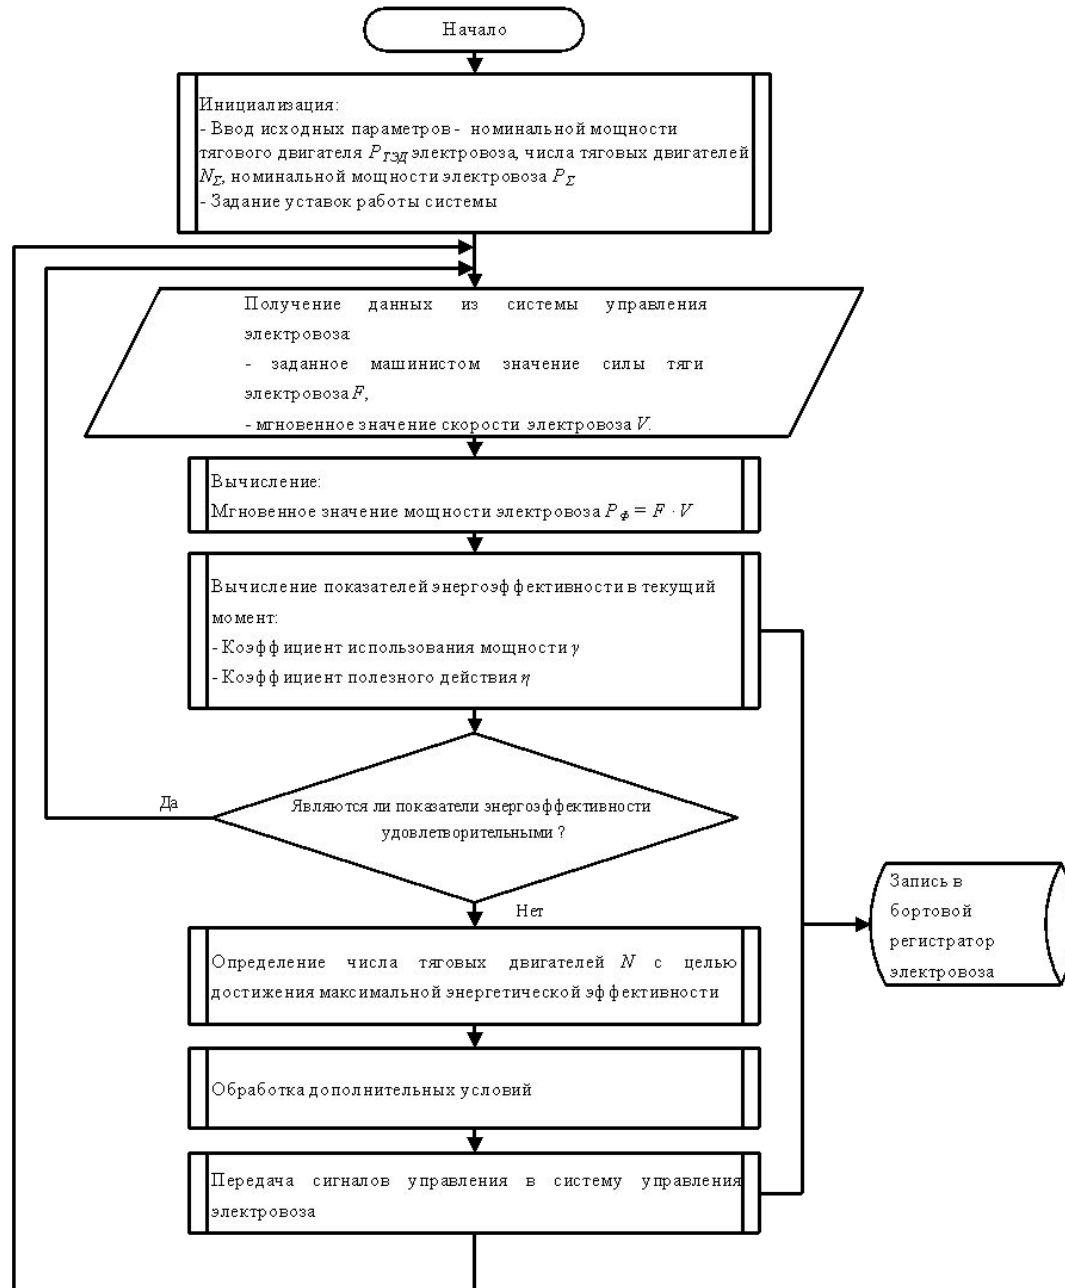 Начало
Инициализация:
- Ввод исходных параметров - номинальной мощности
тягового двигателя PТЭД электровоза, числа тяговых двигателей
NΣ, номинальной мощности электровоза PΣ
- Задание уставок работы системы
Получение данных из системы управления
электровоза:
- заданное машинистом значение силы тяги
электровоза F,
- мгновенное значение скорости электровоза V.
Вычисление:
Мгновенное значение мощности электровоза PФ = F · V
Вычисление показателей энергоэффективности в текущий
момент:
- Коэффициент использования мощности γ
- Коэффициент полезного действия η
Да
Являются ли показатели энергоэффективности
удовлетворительными ?
Нет
Запись в
бортовой
регистратор
электровоза
Определение числа тяговых двигателей N с целью
достижения максимальной энергетической эффективности
Обработка дополнительных условий
Передача сигналов управления в систему управления
электровоза